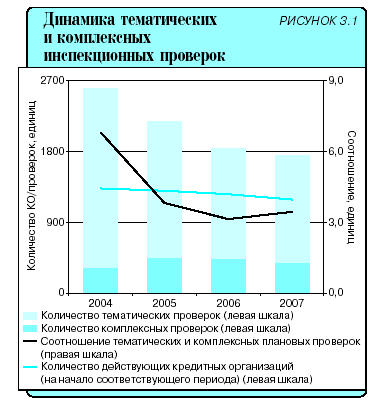 Динамика тематических
и комплексных
инспекционных проверок
РИСУНОК 3.1
Количество КО/проверок, единиц
2700
1800
900
0
9,0
6,0
3,0
0,0
Соотношение, единиц
2004 2005 2006 2007
Количество тематических проверок (левая шкала)
Количество комплексных проверок (левая шкала)
Соотношение тематических и комплексных плановых проверок
(правая шкала)
Количество действующих кредитных организаций
(на начало соответствующего периода) (левая шкала)